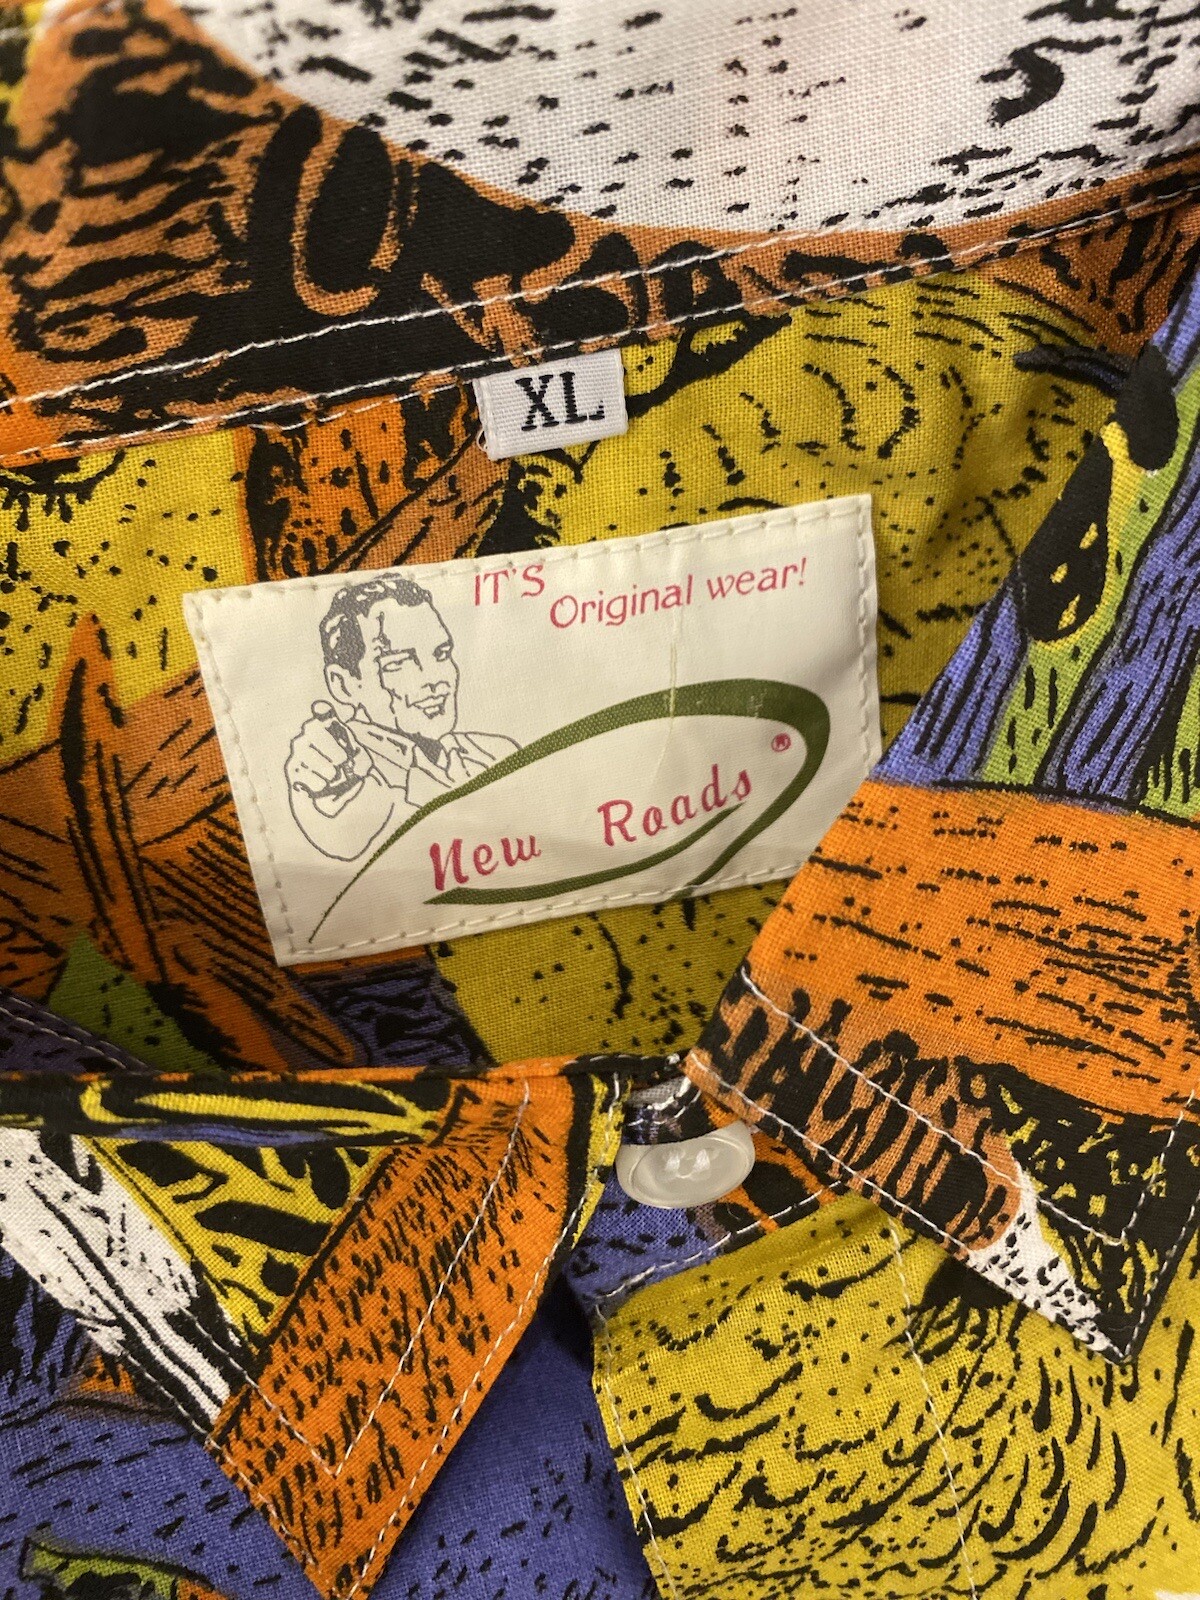 XL
IT'S
Original wear!
New Roads ®